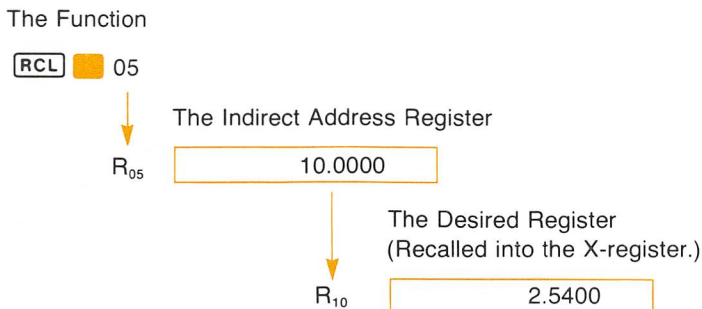 The Function
RCL 05
The Indirect Address Register
R05 10.0000
The Desired Register
(Recalled into the X-register.)
R10 2.5400